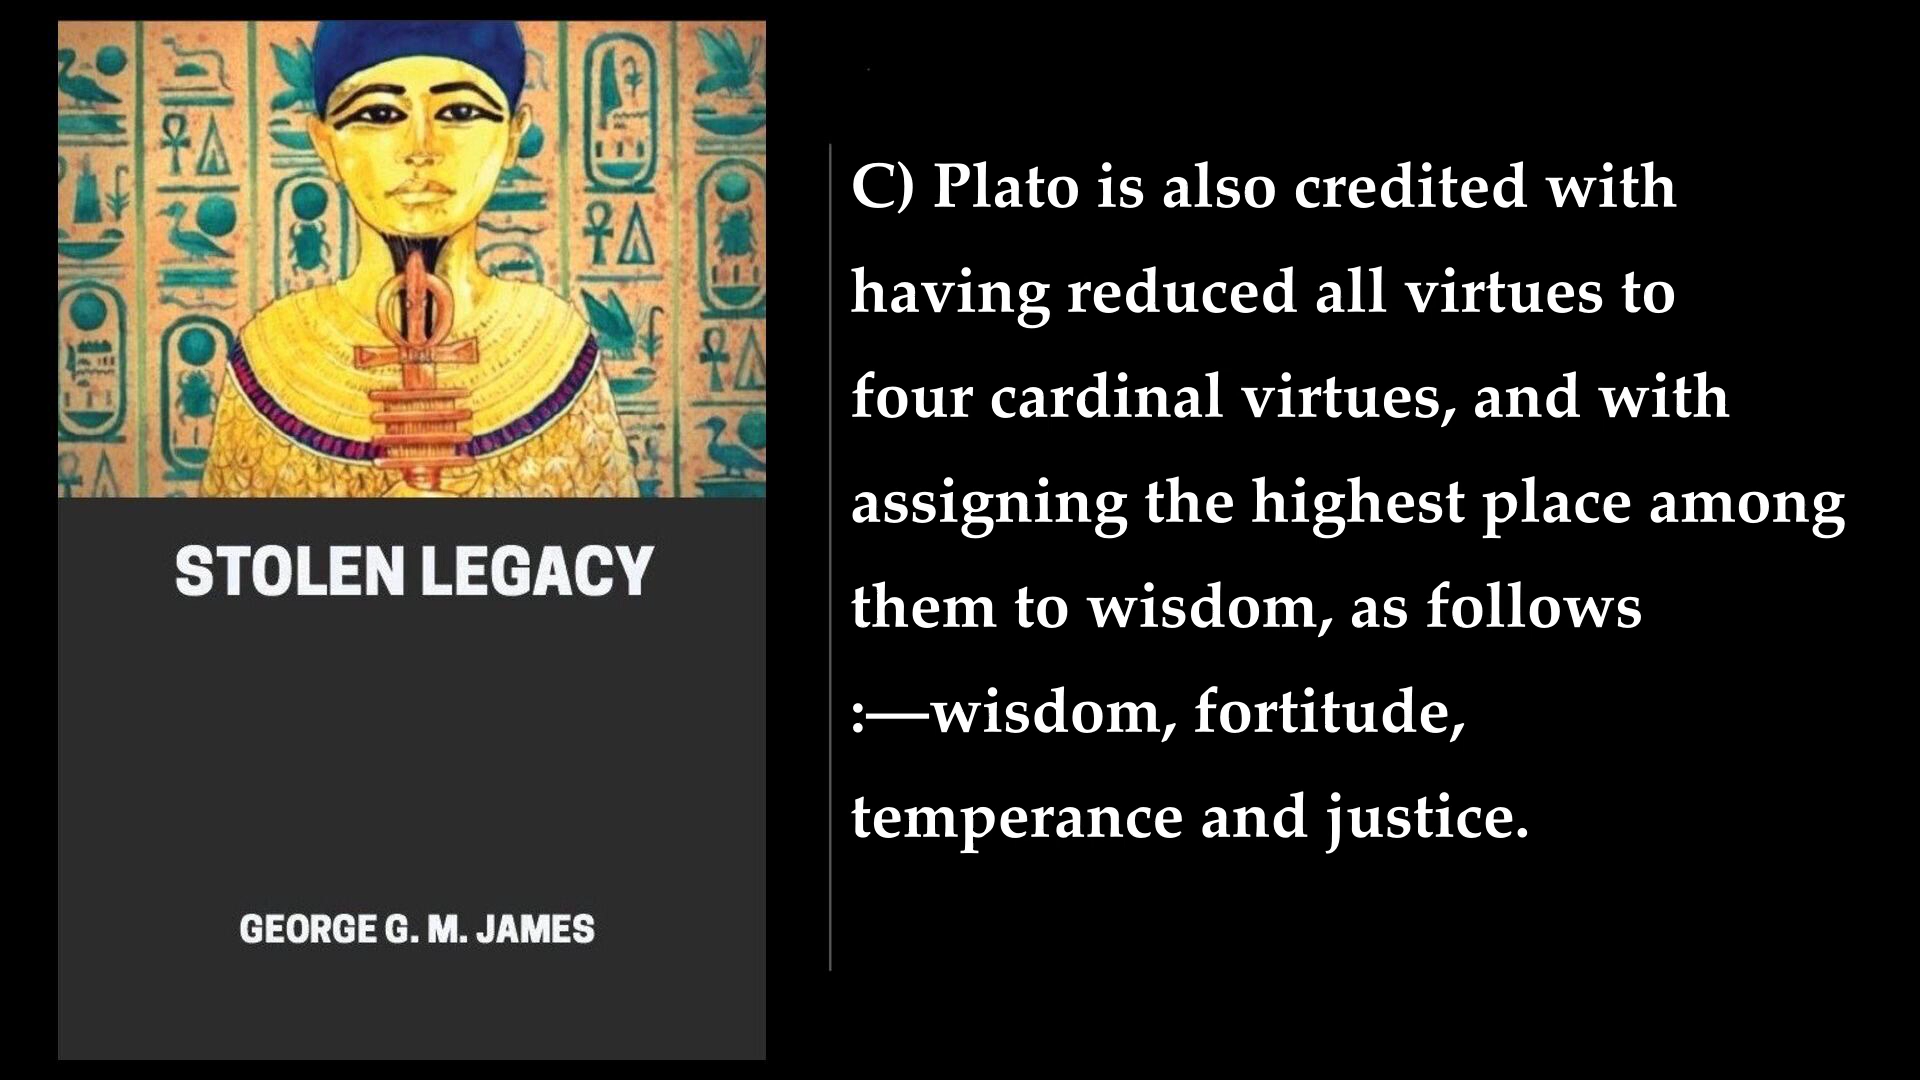 STOLEN LEGACY
GEORGE G. M. JAMES
C) Plato is also credited with
having reduced all virtues to
four cardinal virtues, and with
assigning the highest place among
them to wisdom, as follows
:—wisdom, fortitude,
temperance and justice.